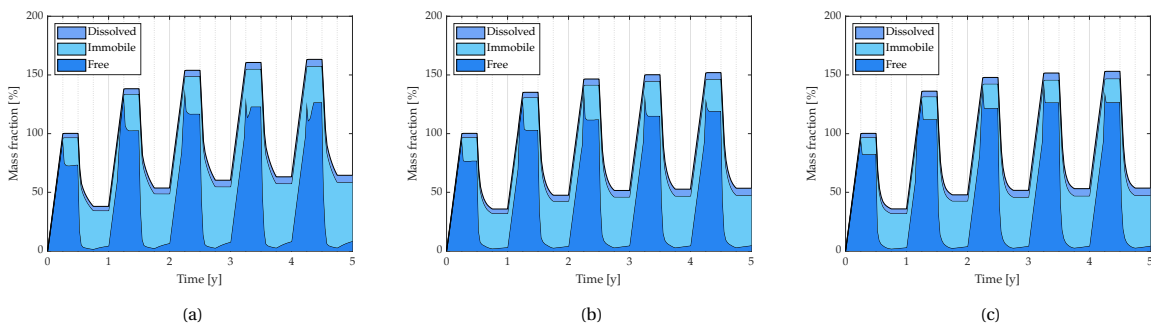 200
150
100
50
0
Mass fraction [%]
Dissolved
Immobile
Free
0 1 2 3 4 5
Time [y]
(a)
200
150
100
50
0
Mass fraction [%]
Dissolved
Immobile
Free
0 1 2 3 4 5
Time [y]
(b)
200
150
100
50
0
Mass fraction [%]
Dissolved
Immobile
Free
0 1 2 3 4 5
Time [y]
(c)